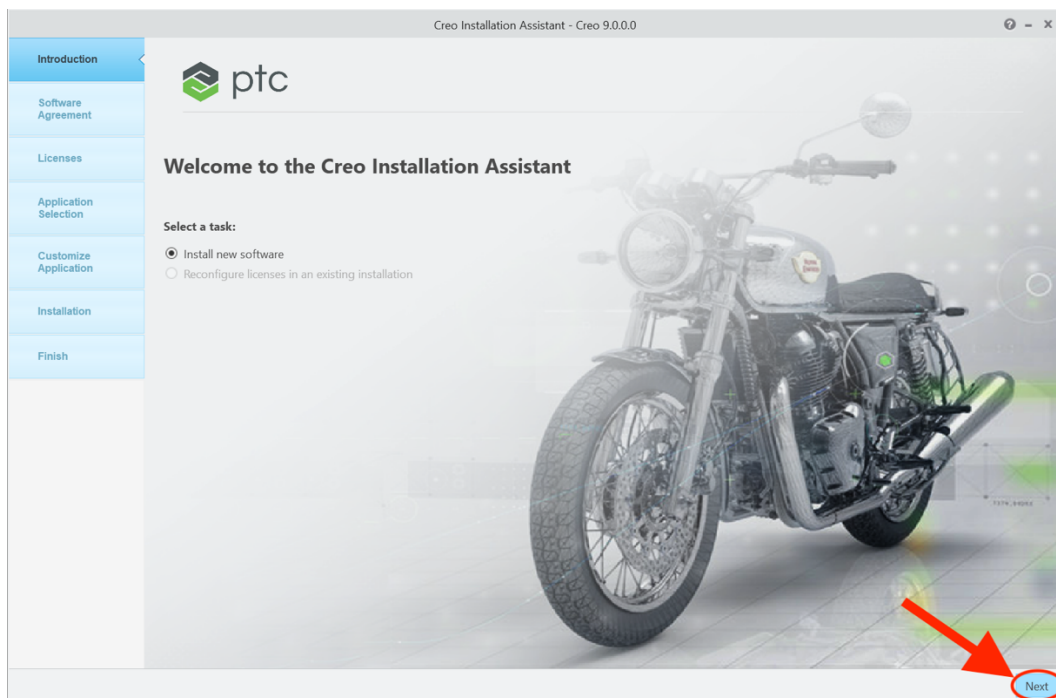 Creo Installation Assistant - Creo 9.0.0.0
Introduction
Software
Agreement
Licenses
Application
Selection
Customize
Application
Installation
Finish
ptc
Welcome to the Creo Installation Assistant
Select a task:
Install new software
Reconfigure licenses in an existing installation
Next